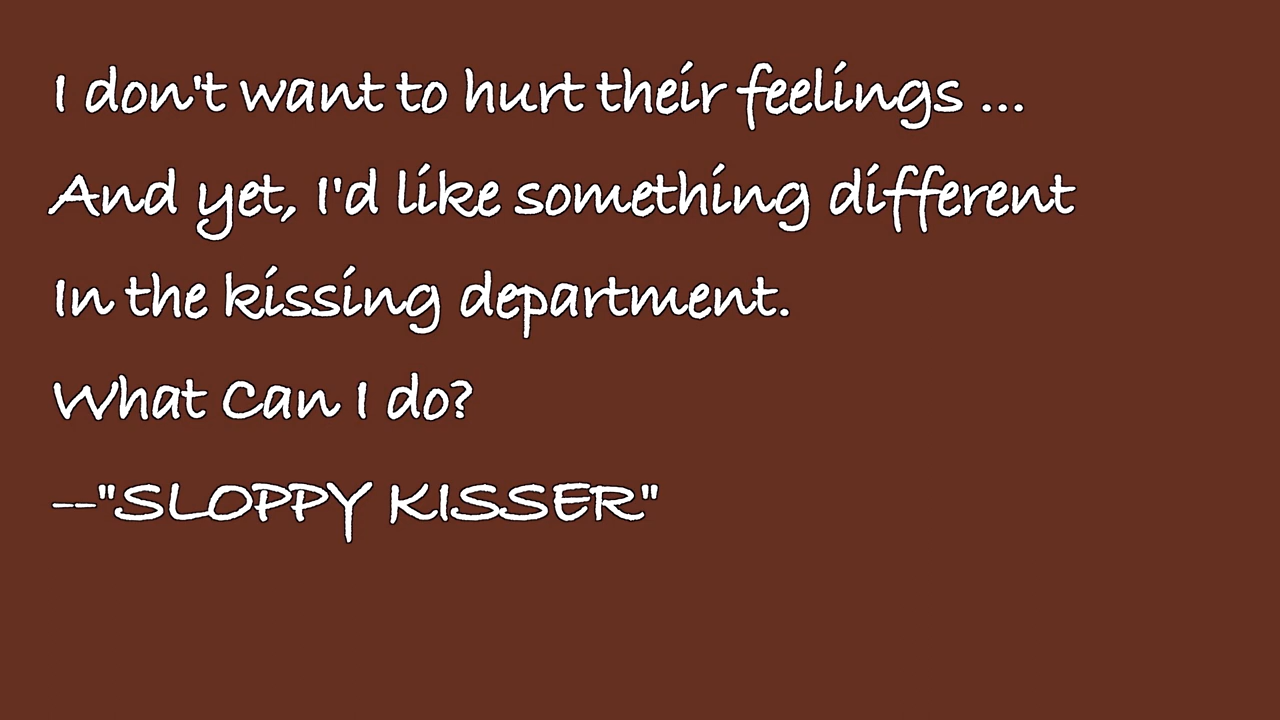 I don't want to hurt their feelings ...
And yet, I'd like something different
In the kissing department.
What Can I do?
--"SLOPPY KISSER"